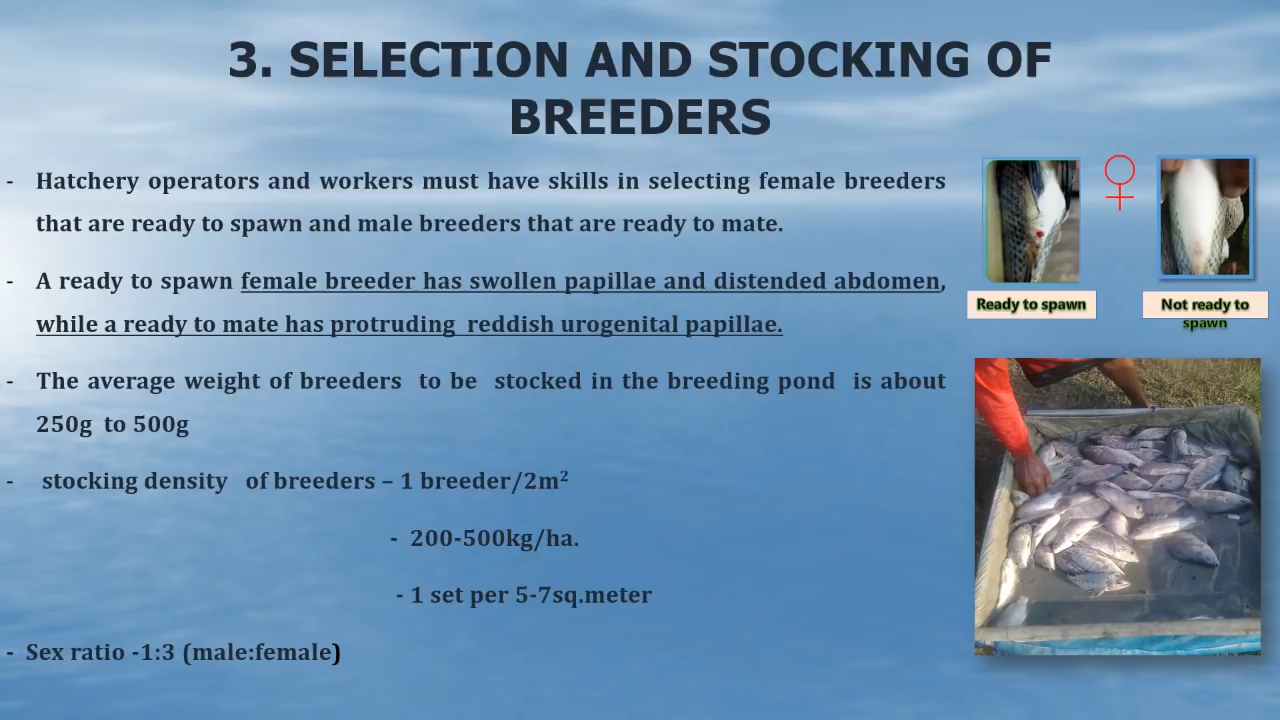 3. SELECTION AND STOCKING OF
BREEDERS
- Hatchery operators and workers must have skills in selecting female breeders
that are ready to spawn and male breeders that are ready to mate.
- A ready to spawn female breeder has swollen papillae and distended abdomen,
while a ready to mate has protruding reddish urogenital papillae.
- The average weight of breeders to be stocked in the breeding pond is about
250g to 500g
- stocking density of breeders – 1 breeder/2m²
- 200-500kg/ha.
- 1 set per 5-7sq.meter
- Sex ratio -1:3 (male:female)
♀
Ready to spawn
Not ready to
spawn